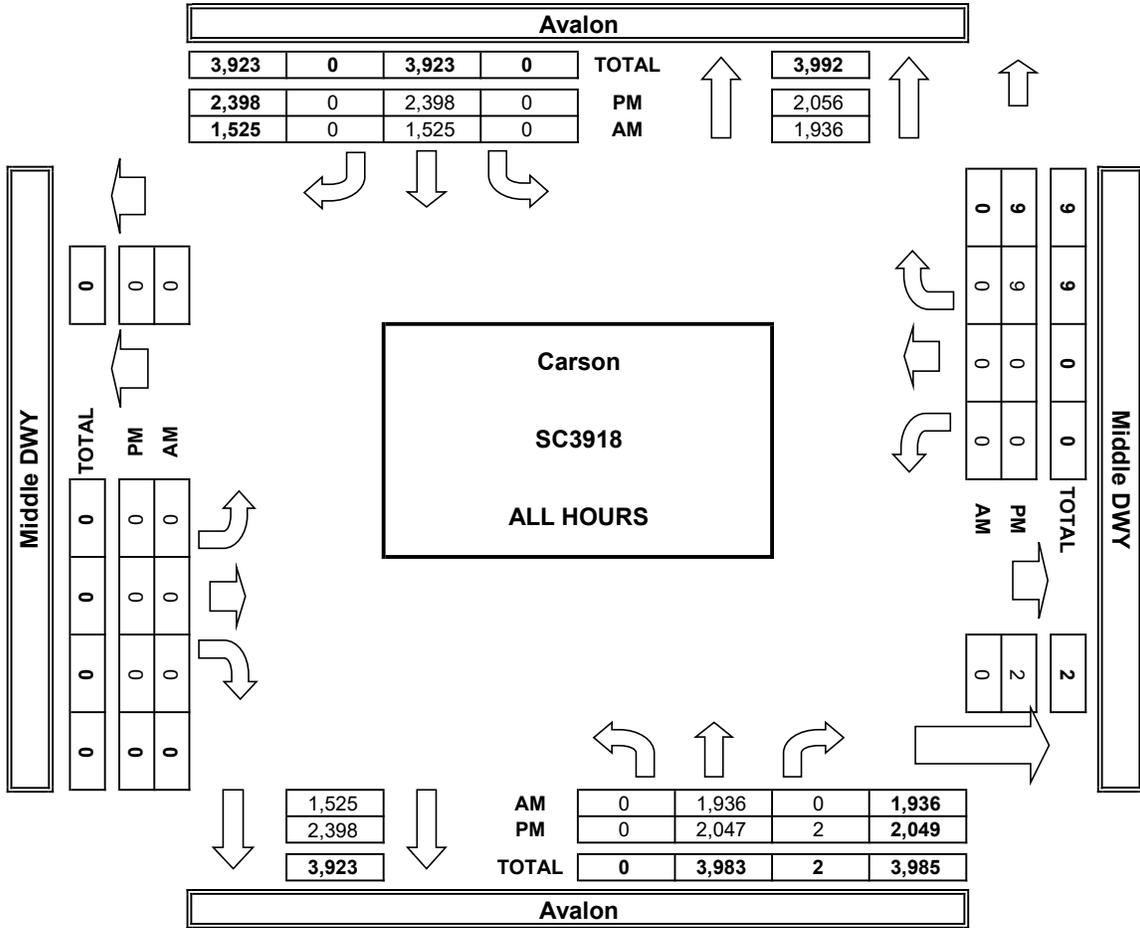 Avalon
3,923 0 3,923 0 TOTAL 3,992
2,398 0 2,398 0 PM 2,056
1,525 0 1,525 0 AM 1,936
Middle DWY
0 0 0
TOTAL PM AM
0 0 0
0 0 0
0 0 0
0 0 0
Carson
SC3918
ALL HOURS
0 9 9
0 9 9
0 0 0
0 0 0
AM PM TOTAL
0 2 2
Middle DWY
1,525 AM 0 1,936 0 1,936
2,398 PM 0 2,047 2 2,049
3,923 TOTAL 0 3,983 2 3,985
Avalon